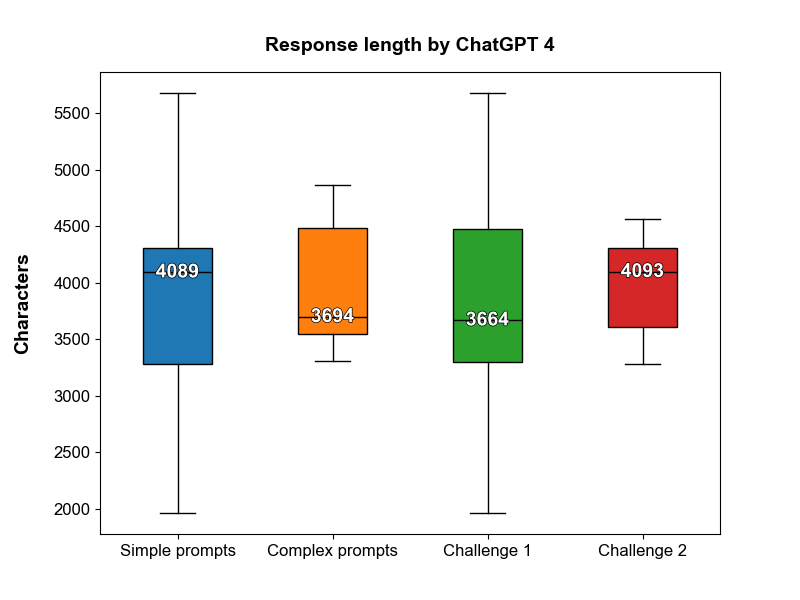 Response length by ChatGPT 4
Characters
5500
5000
4500
4000
3500
3000
2500
2000
4089
3694
3664
4093
Simple prompts
Complex prompts
Challenge 1
Challenge 2